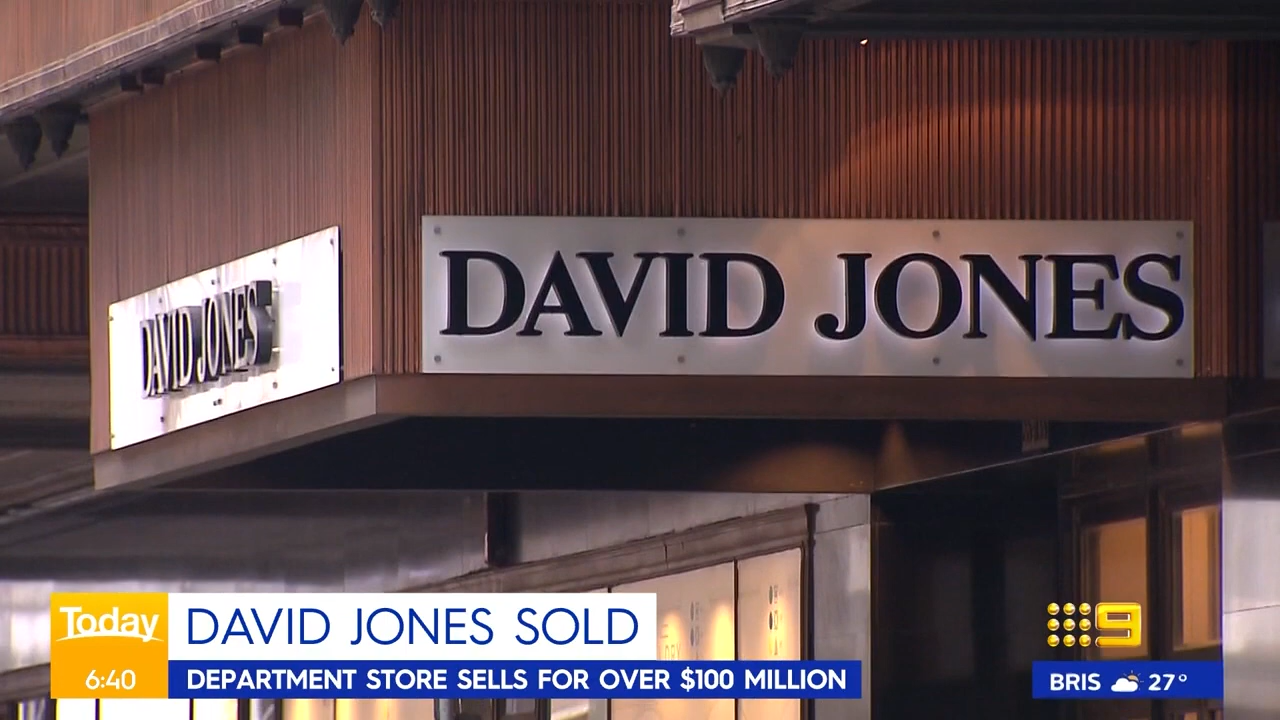 DAVID JONES
DAVID JONES
Today
DAVID JONES SOLD
6:40
DEPARTMENT STORE SELLS FOR OVER $100 MILLION
9
BRIS 27°